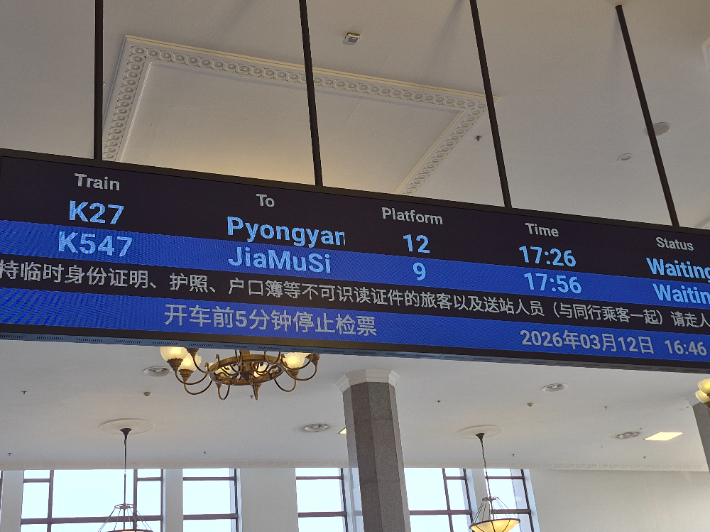 Train To Platform Time Status
K27 Pyongyan 12 17:26 Waiting
K547 JiaMuSi 9 17:56 Waitin
持临时身份证明、护照、户口簿等不可识读证件的旅客以及送站人员（与同行乘客一起）请走人
开车前5分钟停止检票
2026年03月12日 16:46